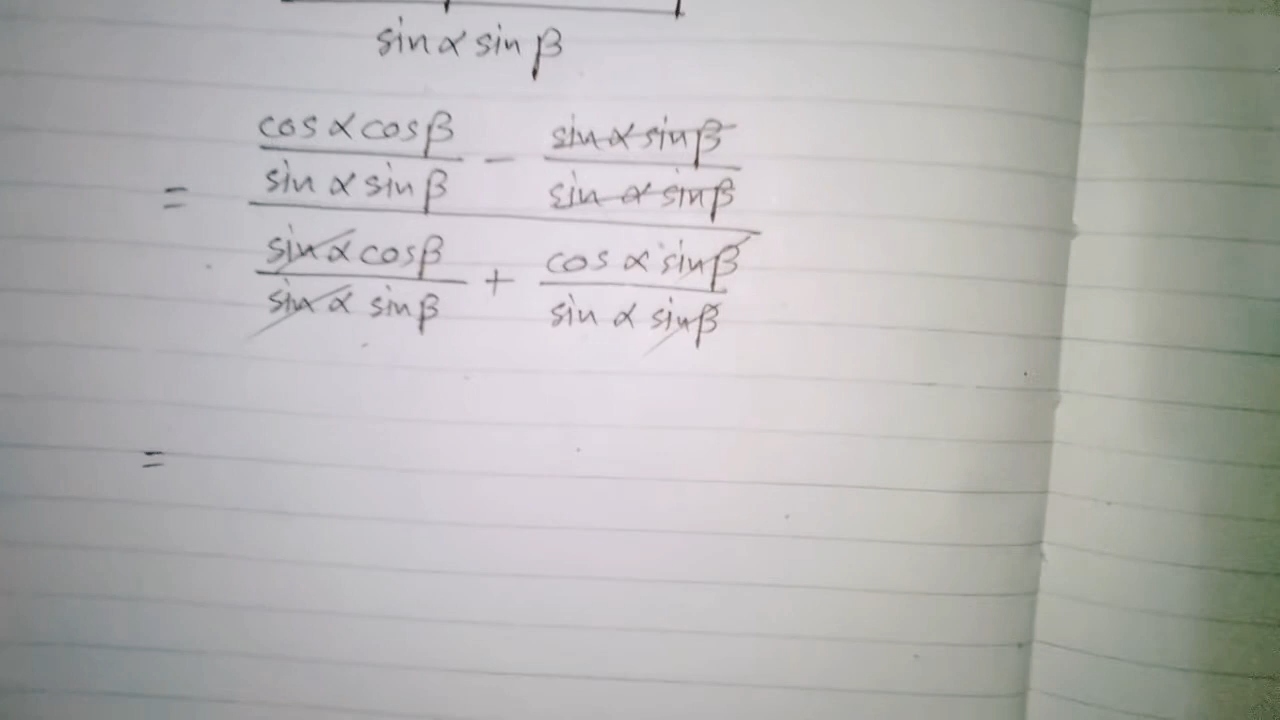 sin α sin β
cos α cos β / sin α sin β − sin α sin β / sin α sin β
=
sin α cos β / sin α sin β + cos α sin β / sin α sin β
=